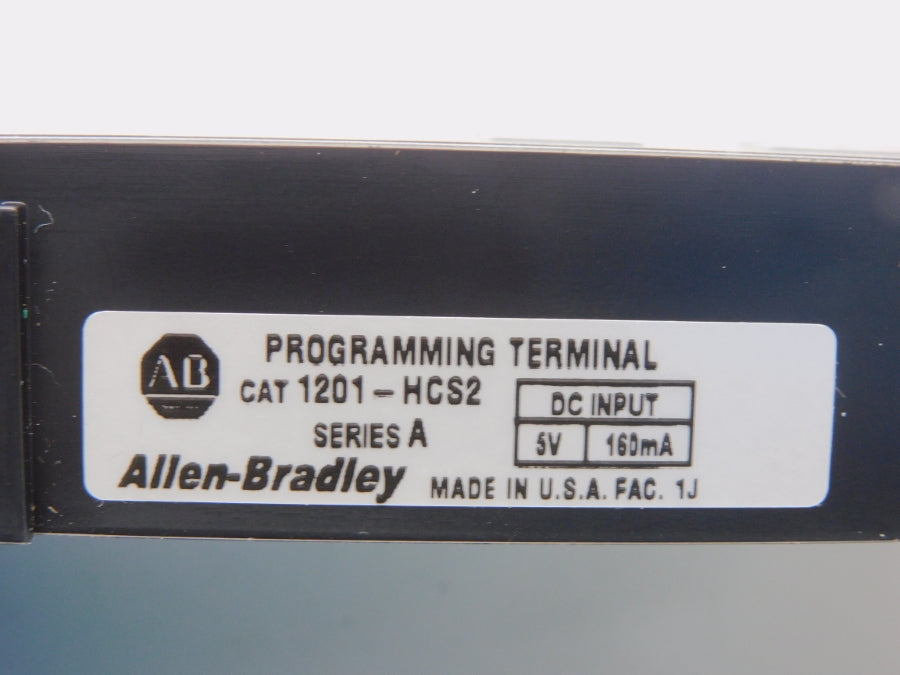 AB
PROGRAMMING TERMINAL
CAT 1201-HCS2
SERIES A
DC INPUT
5V 160mA
Allen-Bradley
MADE IN U.S.A. FAC. 1J